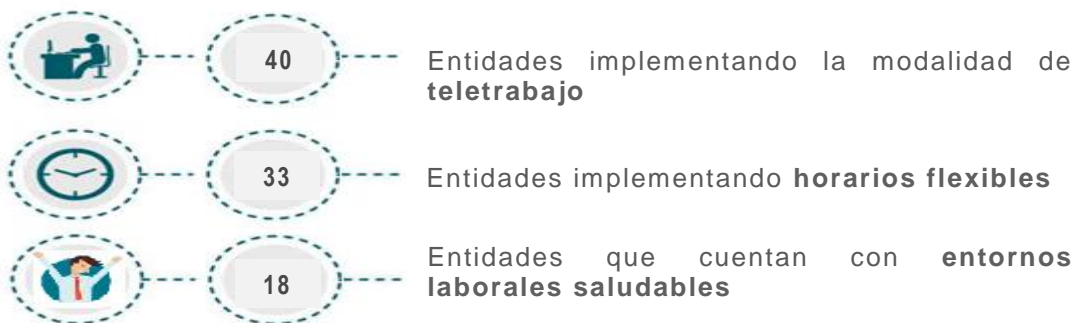 40
Entidades implementando la modalidad de
teletrabajo
33
Entidades implementando horarios flexibles
18
Entidades que cuentan con entornos
laborales saludables